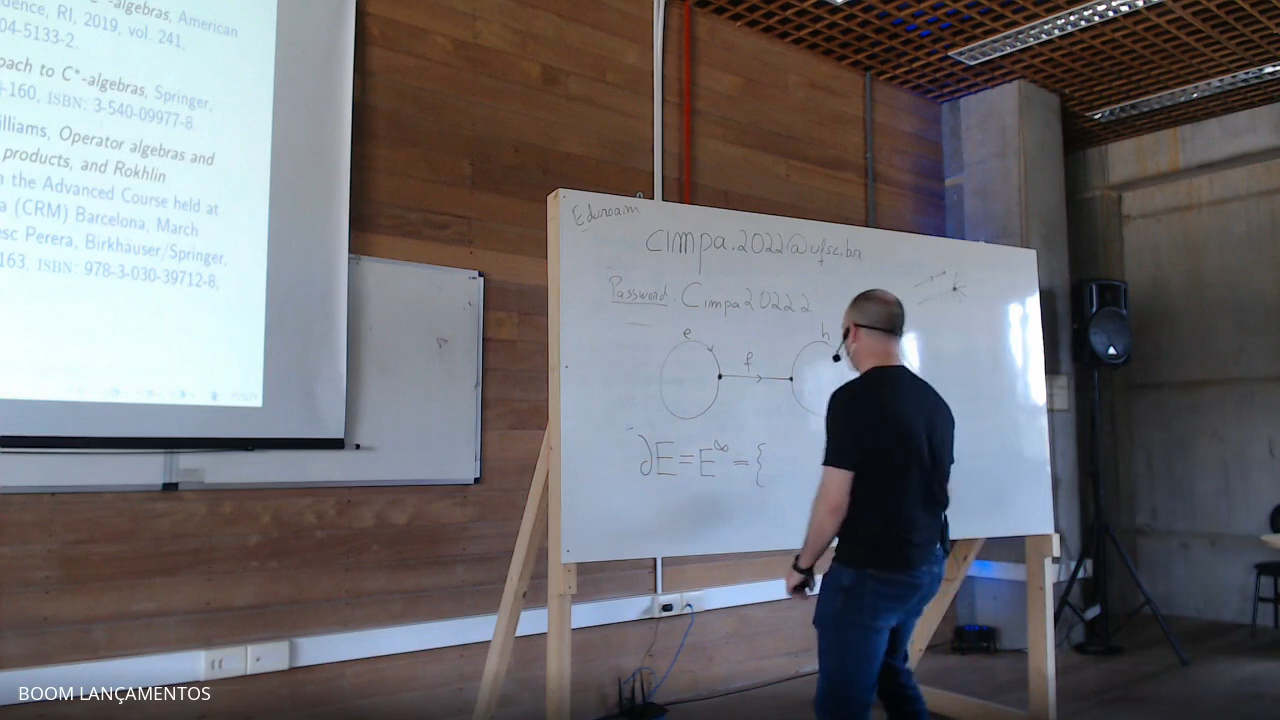 -algebras, American
dence, RI, 2019, vol. 241,
04-5133-2.
oach to C*-algebras, Springer,
+160, ISBN: 3-540-09977-8.
illiams, Operator algebras and
products, and Rokhlin
the Advanced Course held at
a (CRM) Barcelona, March
esc Perera, Birkhäuser/Springer,
163, ISBN: 978-3-030-39712-8;
Eduroam
cimpa.2022@ufsc.br
Password: Cimpa20222
e
f
h
∂E=E^∞={
BOOM LANÇAMENTOS